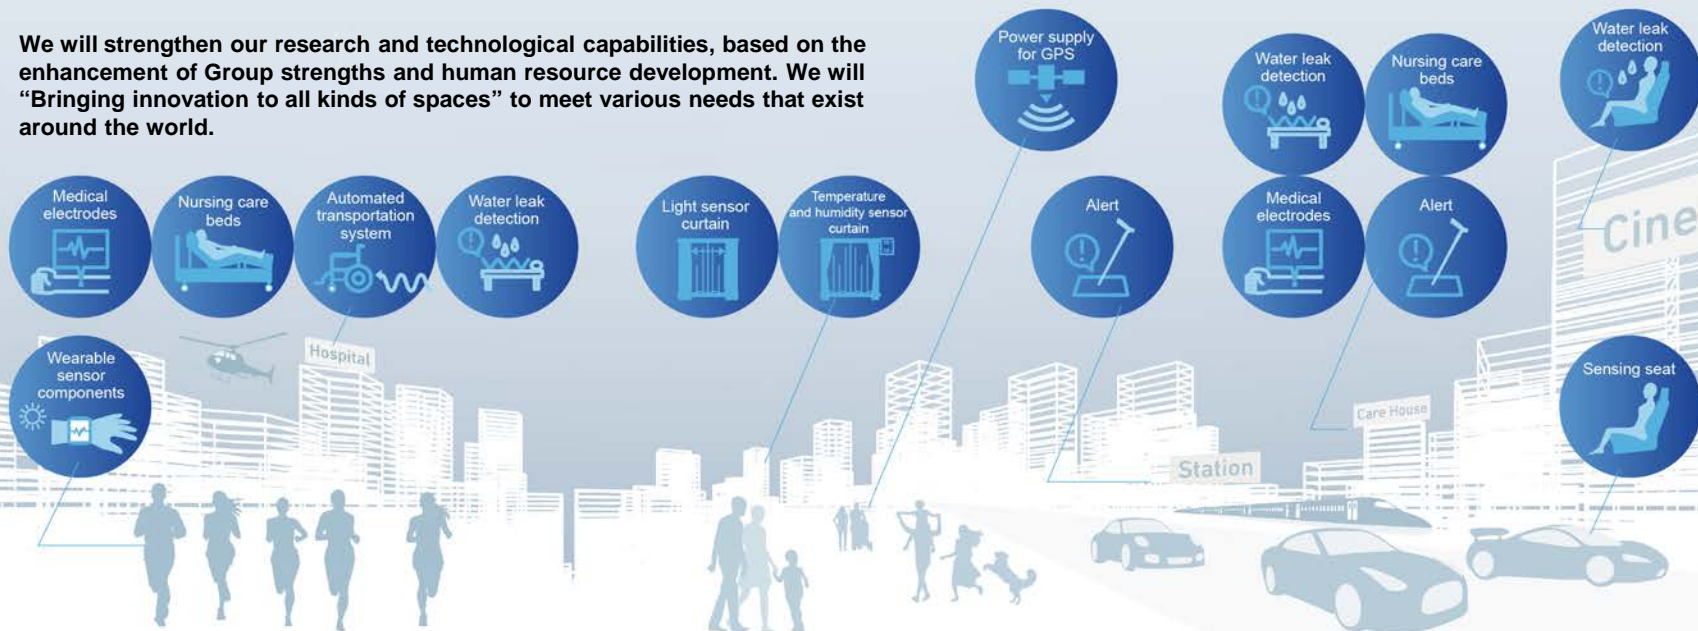 We will strengthen our research and technological capabilities, based on the
enhancement of Group strengths and human resource development. We will
“Bringing innovation to all kinds of spaces” to meet various needs that exist
around the world.
Medical
electrodes
Nursing care
beds
Automated
transportation
system
Water leak
detection
Light sensor
curtain
Temperature
and humidity sensor
curtain
Power supply
for GPS
Alert
Water leak
detection
Nursing care
beds
Medical
electrodes
Alert
Water leak
detection
Cine
Wearable
sensor
components
Hospital
Care House
Station
Sensing seat